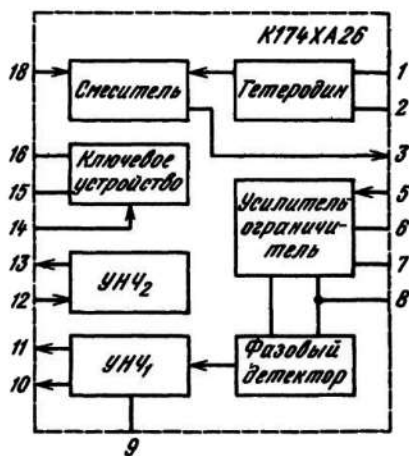 К174ХА26
18
Смеситель
Гетеродин
1
2
3
16
15
14
Ключевое
устройство
5
6
7
8
Усилитель
ограничи-
тель
13
12
УНЧ2
11
10
УНЧ1
Фазовый
детектор
9